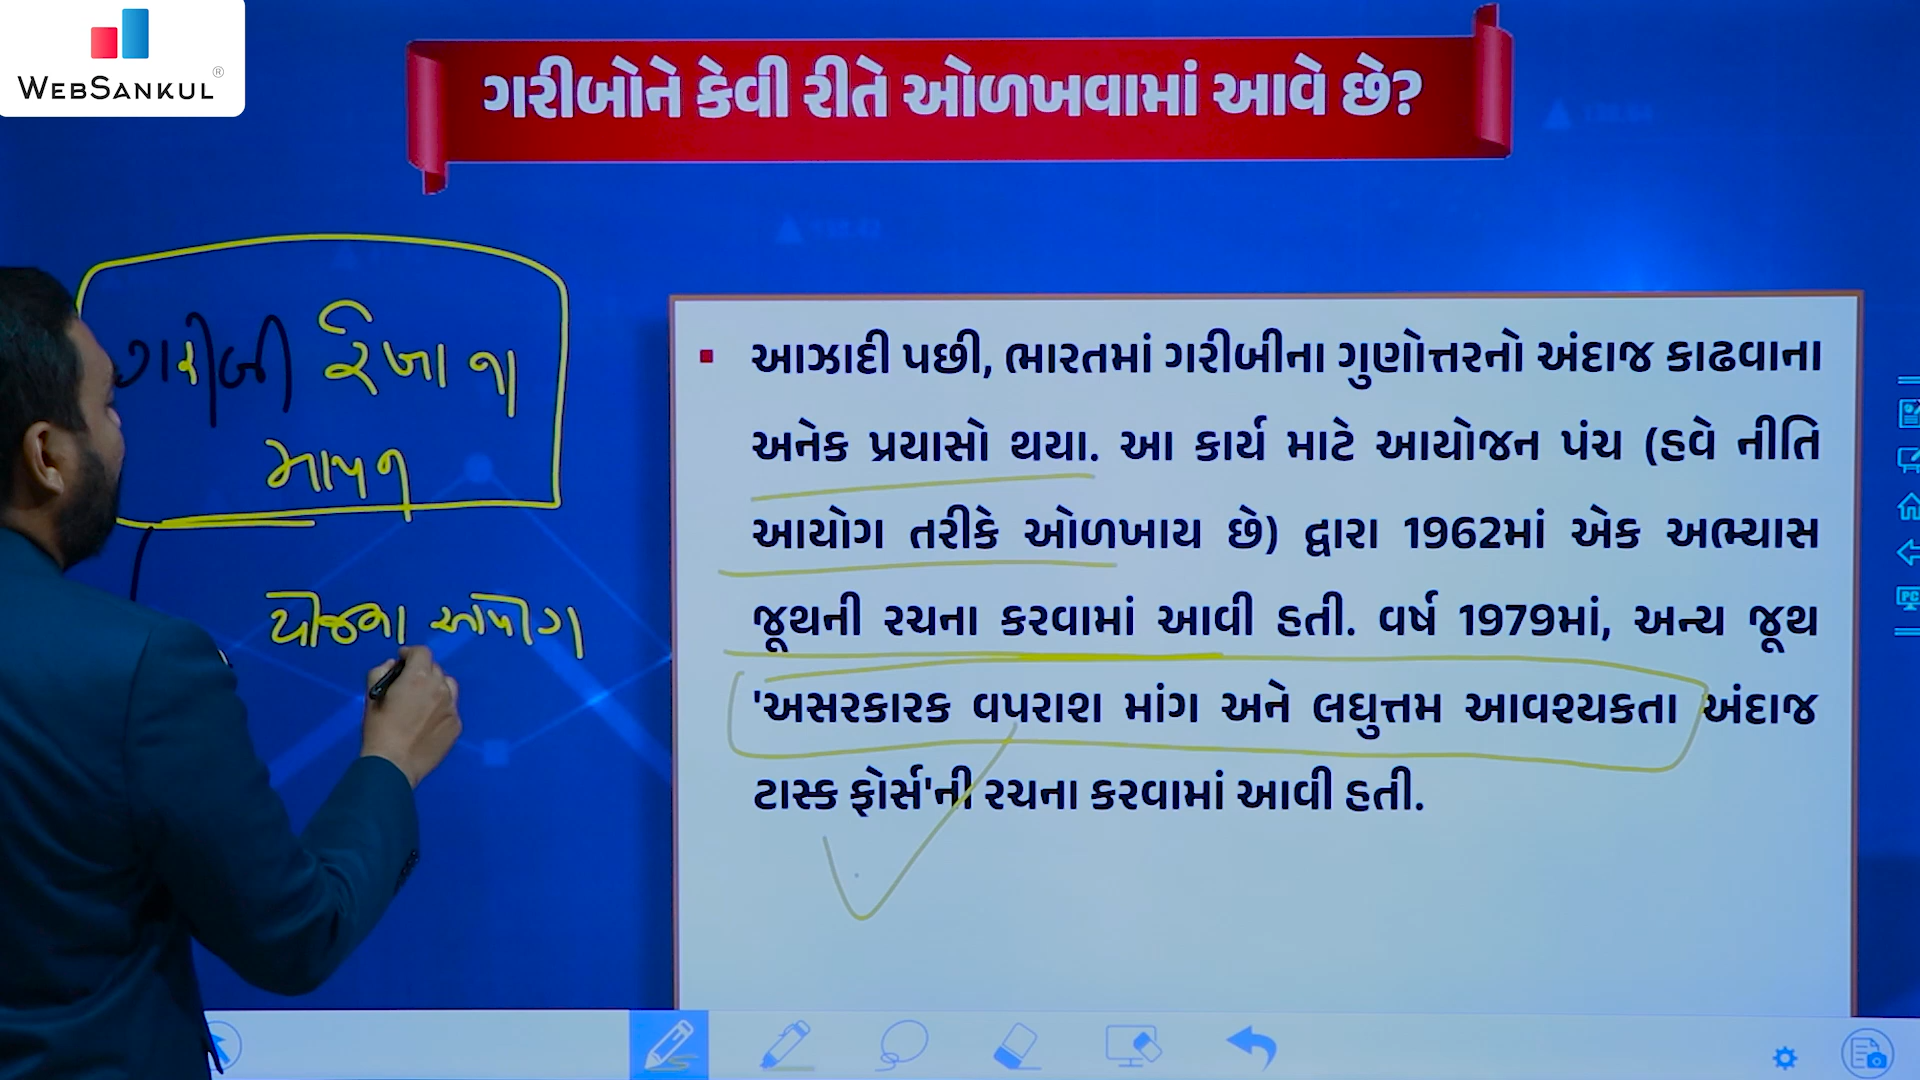 WEBSANKUL®
ગરીબોને કેવી રીતે ઓળખવામાં આવે છે?
ગરીબી રેખાના
માપન
યોજના આયોગ
▪ આઝાદી પછી, ભારતમાં ગરીબીના ગુણોત્તરનો અંદાજ કાઢવાના
અનેક પ્રયાસો થયા. આ કાર્ય માટે આયોજન પંચ (હવે નીતિ
આયોગ તરીકે ઓળખાય છે) દ્વારા 1962માં એક અભ્યાસ
જૂથની રચના કરવામાં આવી હતી. વર્ષ 1979માં, અન્ય જૂથ
'અસરકારક વપરાશ માંગ અને લઘુત્તમ આવશ્યકતા અંદાજ
ટાસ્ક ફોર્સ'ની રચના કરવામાં આવી હતી.
PC